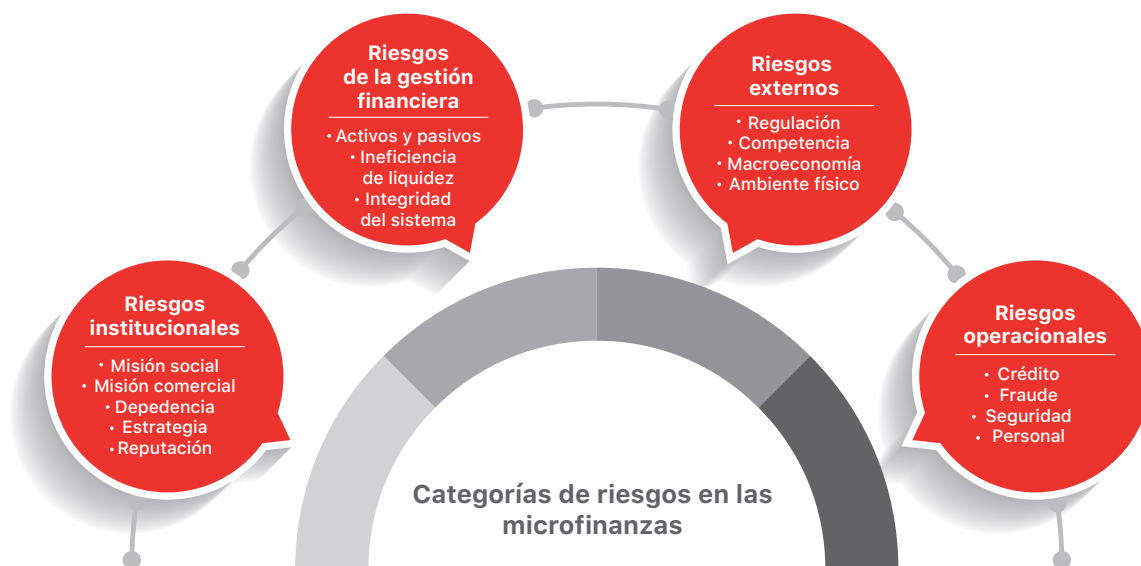 Riesgos
institucionales
• Misión social
• Misión comercial
• Depedencia
• Estrategia
• Reputación
Riesgos
de la gestión
financiera
• Activos y pasivos
• Ineficiencia
de liquidez
• Integridad
del sistema
Riesgos
externos
• Regulación
• Competencia
• Macroeconomía
• Ambiente físico
Riesgos
operacionales
• Crédito
• Fraude
• Seguridad
• Personal
Categorías de riesgos en las
microfinanzas